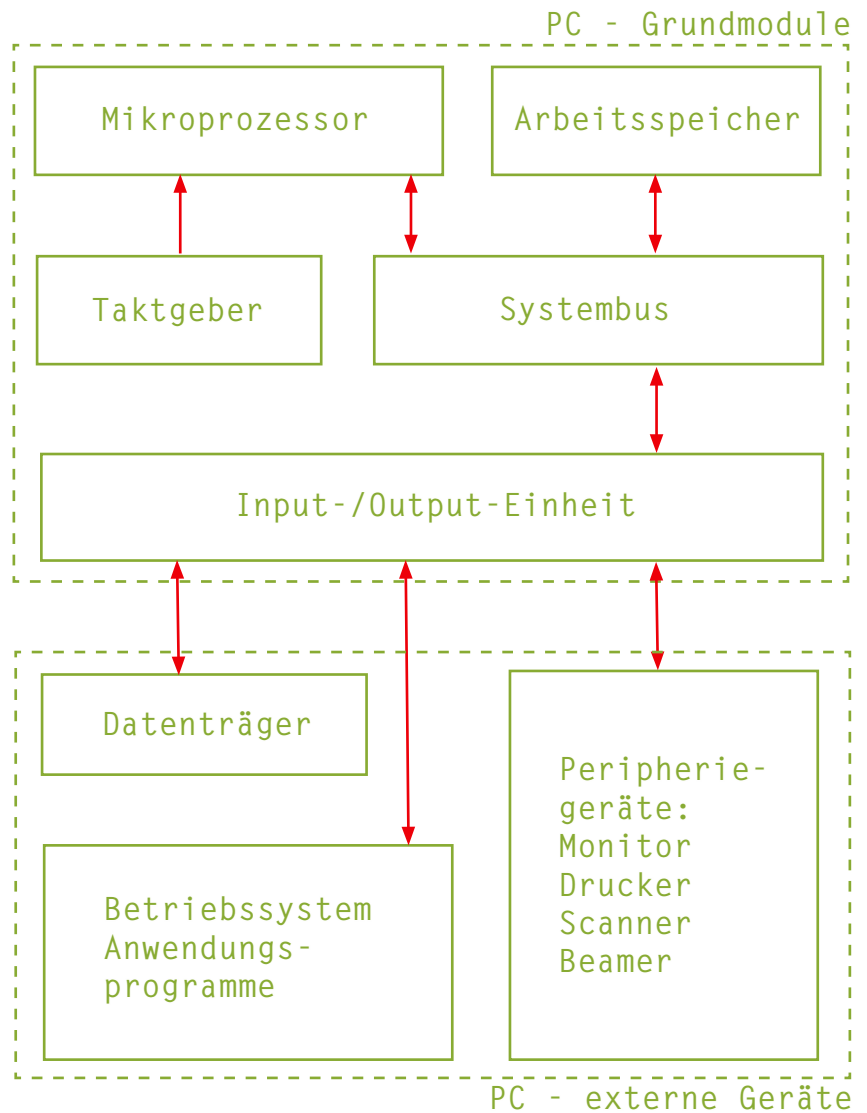 PC - Grundmodule
Mikroprozessor
Arbeitsspeicher
Taktgeber
Systembus
Input-/Output-Einheit
Datenträger
Betriebssystem
Anwendungs-
programme
Peripherie-
geräte:
Monitor
Drucker
Scanner
Beamer
PC - externe Geräte